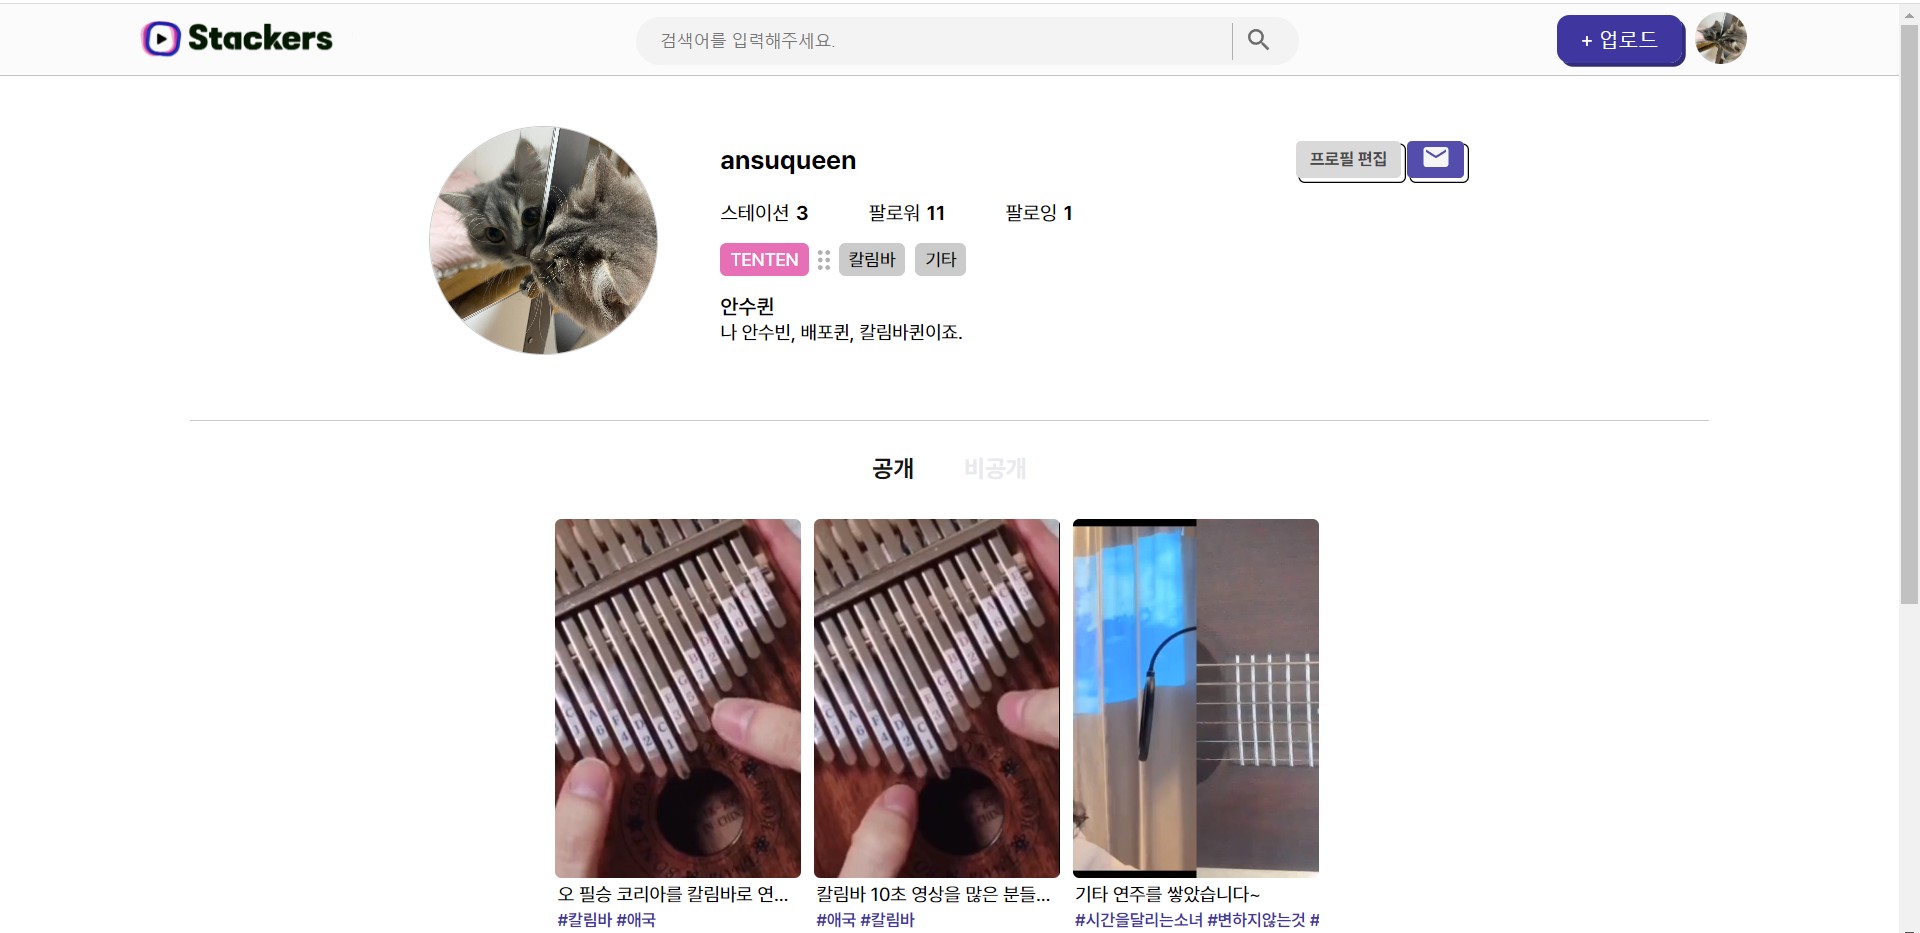 Stackers
검색어를 입력해주세요.
+ 업로드
ansuqueen
프로필 편집
스테이션 3 팔로워 11 팔로잉 1
TENTEN 칼림바 기타
안수퀸
나 안수빈, 배포퀸, 칼림바퀸이죠.
공개 비공개
오 필승 코리아를 칼림바로 연...
#칼림바 #애국
칼림바 10초 영상을 많은 분들...
#애국 #칼림바
기타 연주를 쌓았습니다~
#시간을달리는소녀 #변하지않는것 #